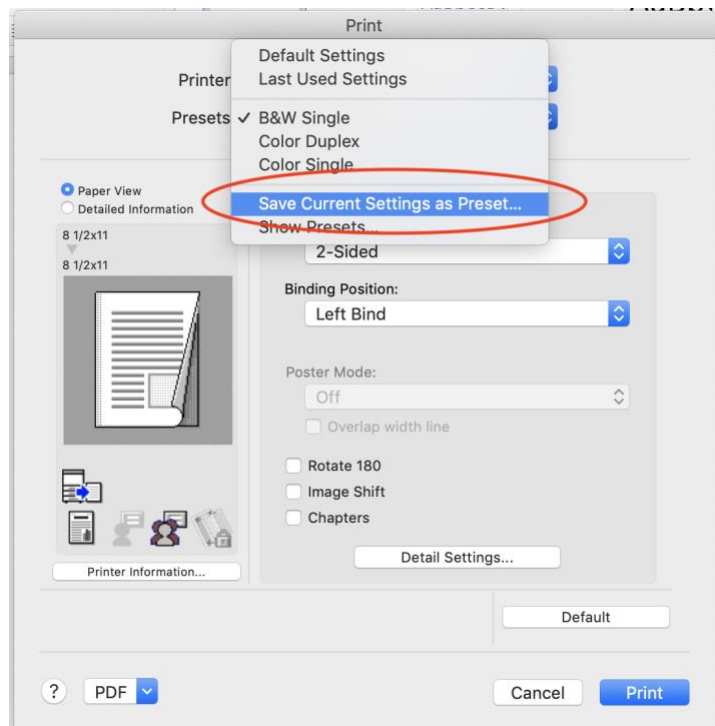 Print
Default Settings
Printer
Last Used Settings
Presets ✓ B&W Single
Color Duplex
Color Single
Paper View
Detailed Information
Save Current Settings as Preset...
Show Presets...
8 1/2x11
8 1/2x11
2-Sided
Binding Position:
Left Bind
Poster Mode:
Off
Overlap width line
Rotate 180
Image Shift
Chapters
Detail Settings...
Printer Information...
Default
? PDF
Cancel
Print